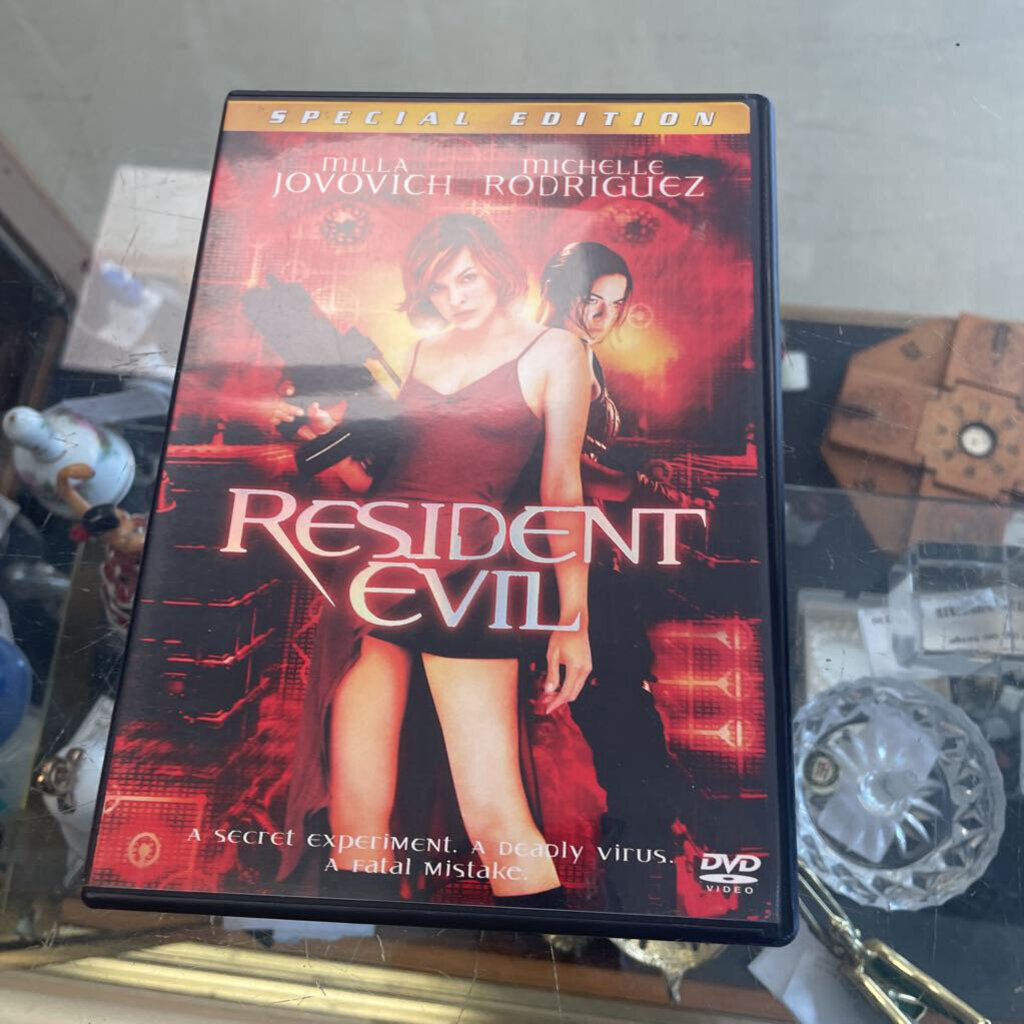 SPECIAL EDITION
MILLA JOVOVICH
MICHELLE RODRIGUEZ
RESIDENT EVIL
A SECRET EXPERIMENT. A DEADLY VIRUS.
A FATAL MISTAKE.
DVD
VIDEO